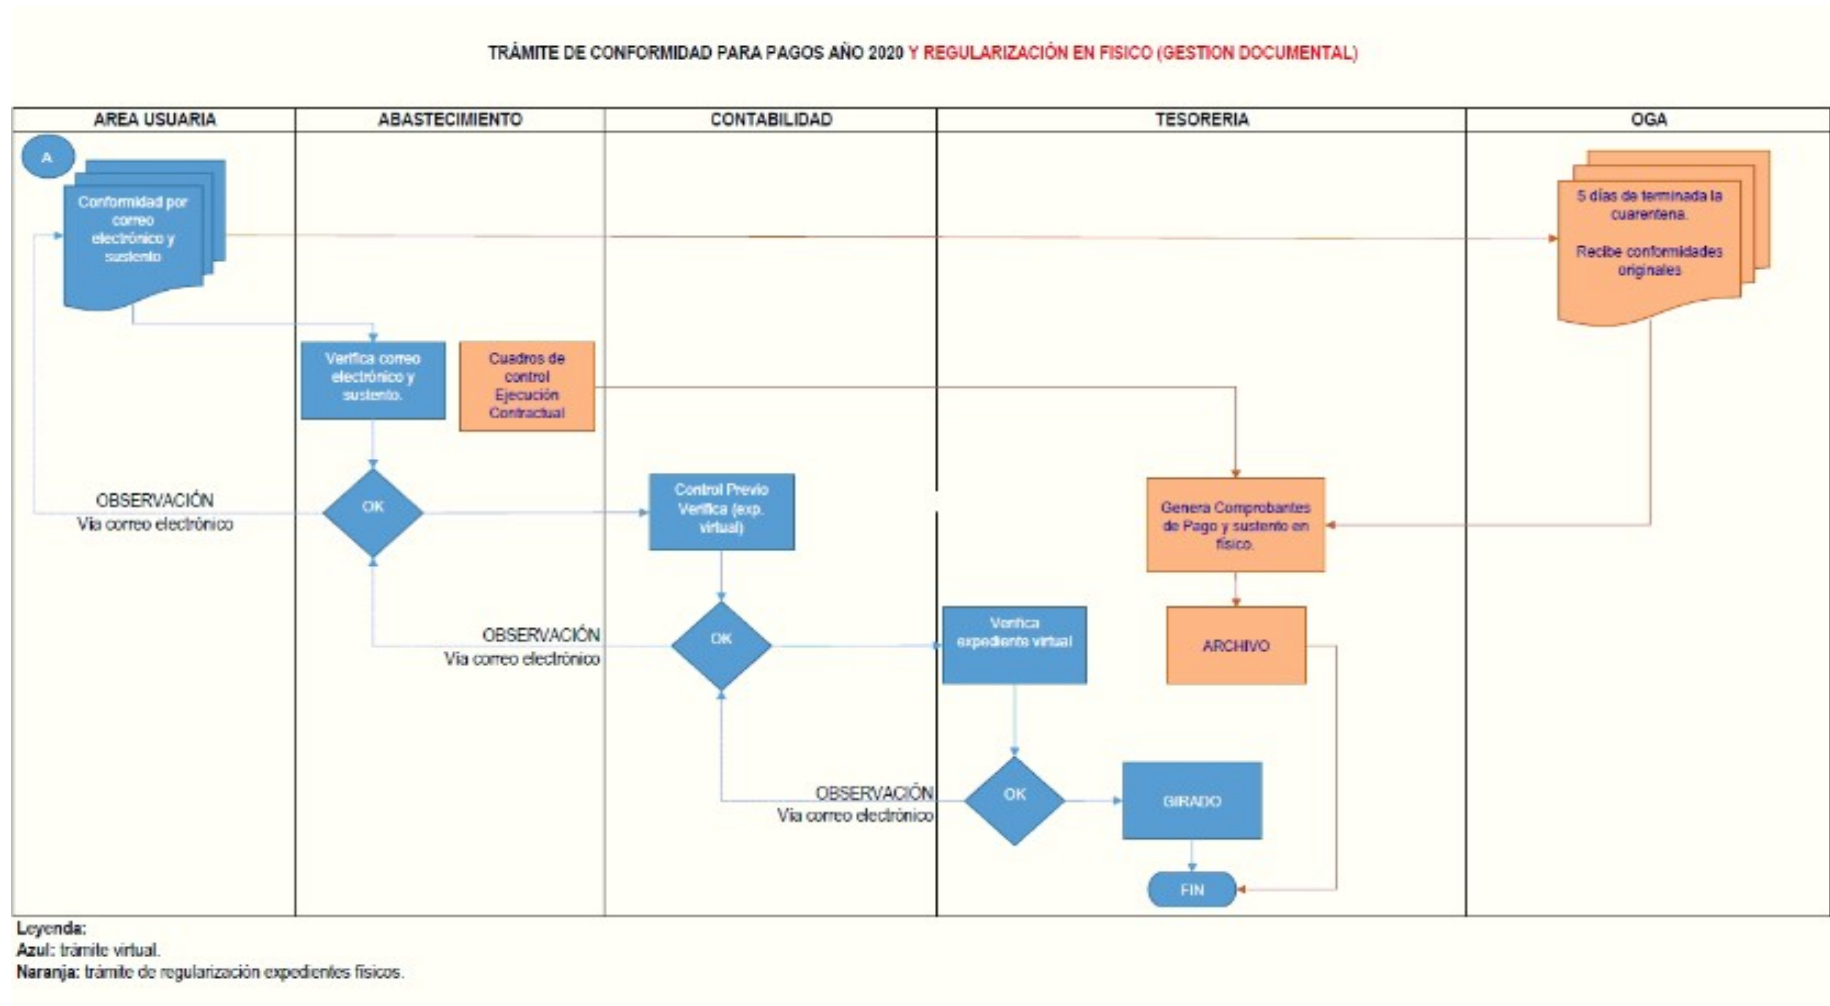 TRÁMITE DE CONFORMIDAD PARA PAGOS AÑO 2020 Y REGULARIZACIÓN EN FISICO (GESTION DOCUMENTAL)
AREA USUARIA
ABASTECIMIENTO
CONTABILIDAD
TESORERIA
OGA
A
Conformidad por
correo
electrónico y
sustento
5 días de terminada la
cuarentena.
Recibe conformidades
originales
Verifica correo
electrónico y
sustento.
Cuadros de
control
Ejecución
Contractual
OK
OBSERVACIÓN
Vía correo electrónico
Control Previo
Verifica (exp.
virtual)
Genera Comprobantes
de Pago y sustento en
físico.
OK
OBSERVACIÓN
Vía correo electrónico
Verifica
expediente virtual
ARCHIVO
OK
OBSERVACIÓN
Vía correo electrónico
GIRADO
FIN
Leyenda:
Azul: trámite virtual.
Naranja: trámite de regularización expedientes físicos.